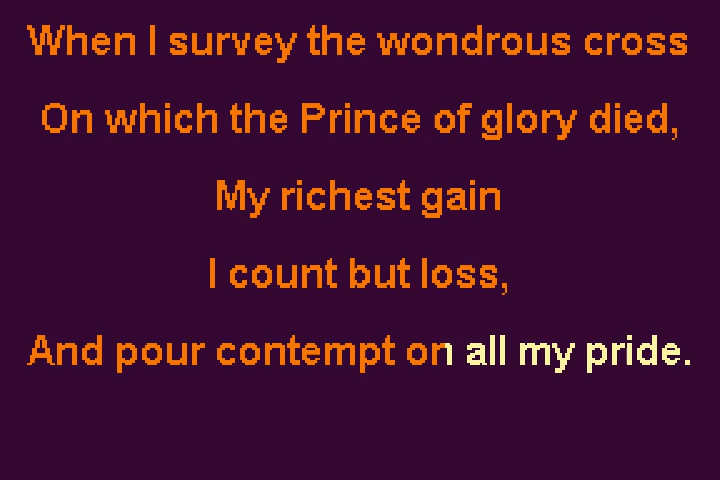 When I survey the wondrous cross
On which the Prince of glory died,
My richest gain
I count but loss,
And pour contempt on all my pride.